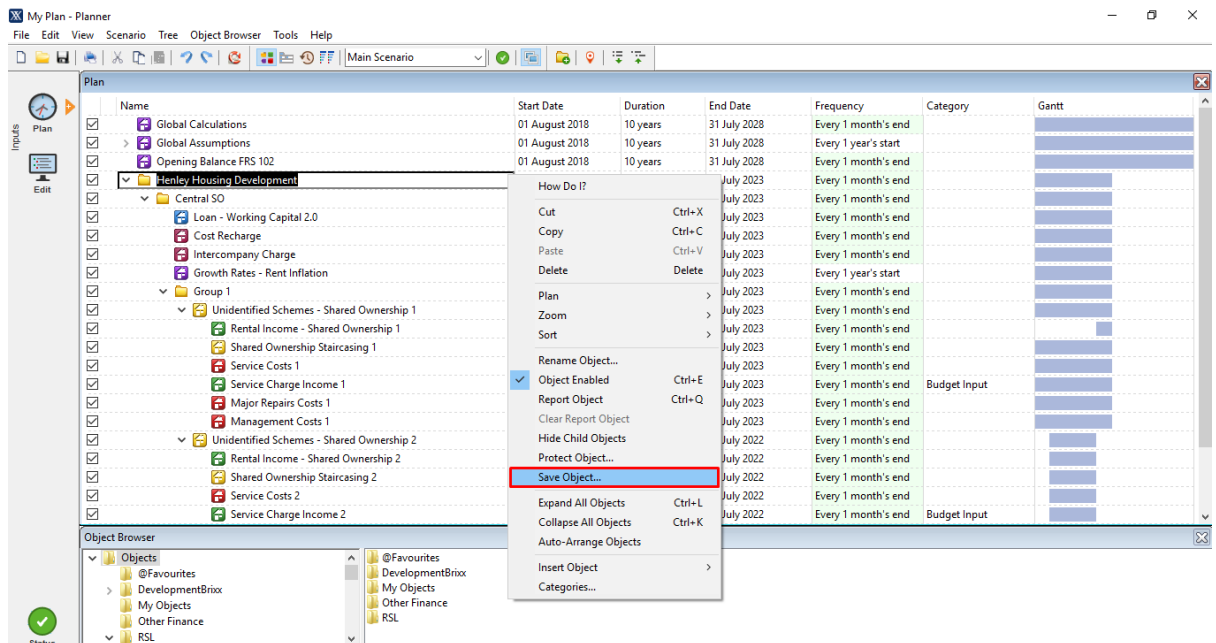 My Plan - Planner
File Edit View Scenario Tree Object Browser Tools Help
Main Scenario
Inputs
Plan
Edit
Status
Plan
Name Start Date Duration End Date Frequency Category Gantt
Global Calculations 01 August 2018 10 years 31 July 2028 Every 1 month's end
Global Assumptions 01 August 2018 10 years 31 July 2028 Every 1 year's start
Opening Balance FRS 102 01 August 2018 10 years 31 July 2028 Every 1 month's end
Henley Housing Development July 2023 Every 1 month's end
Central SO July 2023 Every 1 month's end
Loan - Working Capital 2.0 July 2023 Every 1 month's end
Cost Recharge July 2023 Every 1 month's end
Intercompany Charge July 2023 Every 1 month's end
Growth Rates - Rent Inflation July 2023 Every 1 year's start
Group 1 July 2023 Every 1 month's end
Unidentified Schemes - Shared Ownership 1 July 2023 Every 1 month's end
Rental Income - Shared Ownership 1 July 2023 Every 1 month's end
Shared Ownership Staircasing 1 July 2023 Every 1 month's end
Service Costs 1 July 2023 Every 1 month's end
Service Charge Income 1 July 2023 Every 1 month's end Budget Input
Major Repairs Costs 1 July 2023 Every 1 month's end
Management Costs 1 July 2023 Every 1 month's end
Unidentified Schemes - Shared Ownership 2 July 2022 Every 1 month's end
Rental Income - Shared Ownership 2 July 2022 Every 1 month's end
Shared Ownership Staircasing 2 July 2022 Every 1 month's end
Service Costs 2 July 2022 Every 1 month's end
Service Charge Income 2 July 2022 Every 1 month's end Budget Input
How Do I?
Cut Ctrl+X
Copy Ctrl+C
Paste Ctrl+V
Delete Delete
Plan
Zoom
Sort
Rename Object...
Object Enabled Ctrl+E
Report Object Ctrl+Q
Clear Report Object
Hide Child Objects
Protect Object...
Save Object...
Expand All Objects Ctrl+L
Collapse All Objects Ctrl+K
Auto-Arrange Objects
Insert Object
Categories...
Object Browser
Objects
@Favourites
DevelopmentBrixx
My Objects
Other Finance
RSL
@Favourites
DevelopmentBrixx
My Objects
Other Finance
RSL